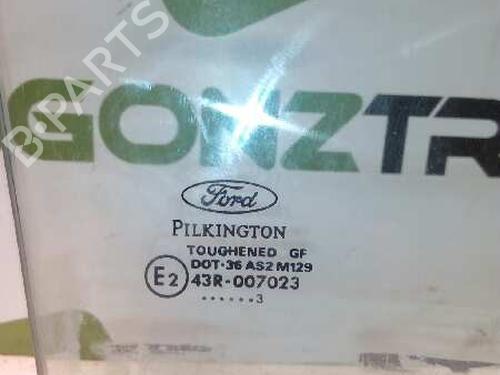 B-PARTS
GONZTR
Ford
PILKINGTON
TOUGHENED GF
DOT·36 AS2 M129
E2 43R-007023
......3